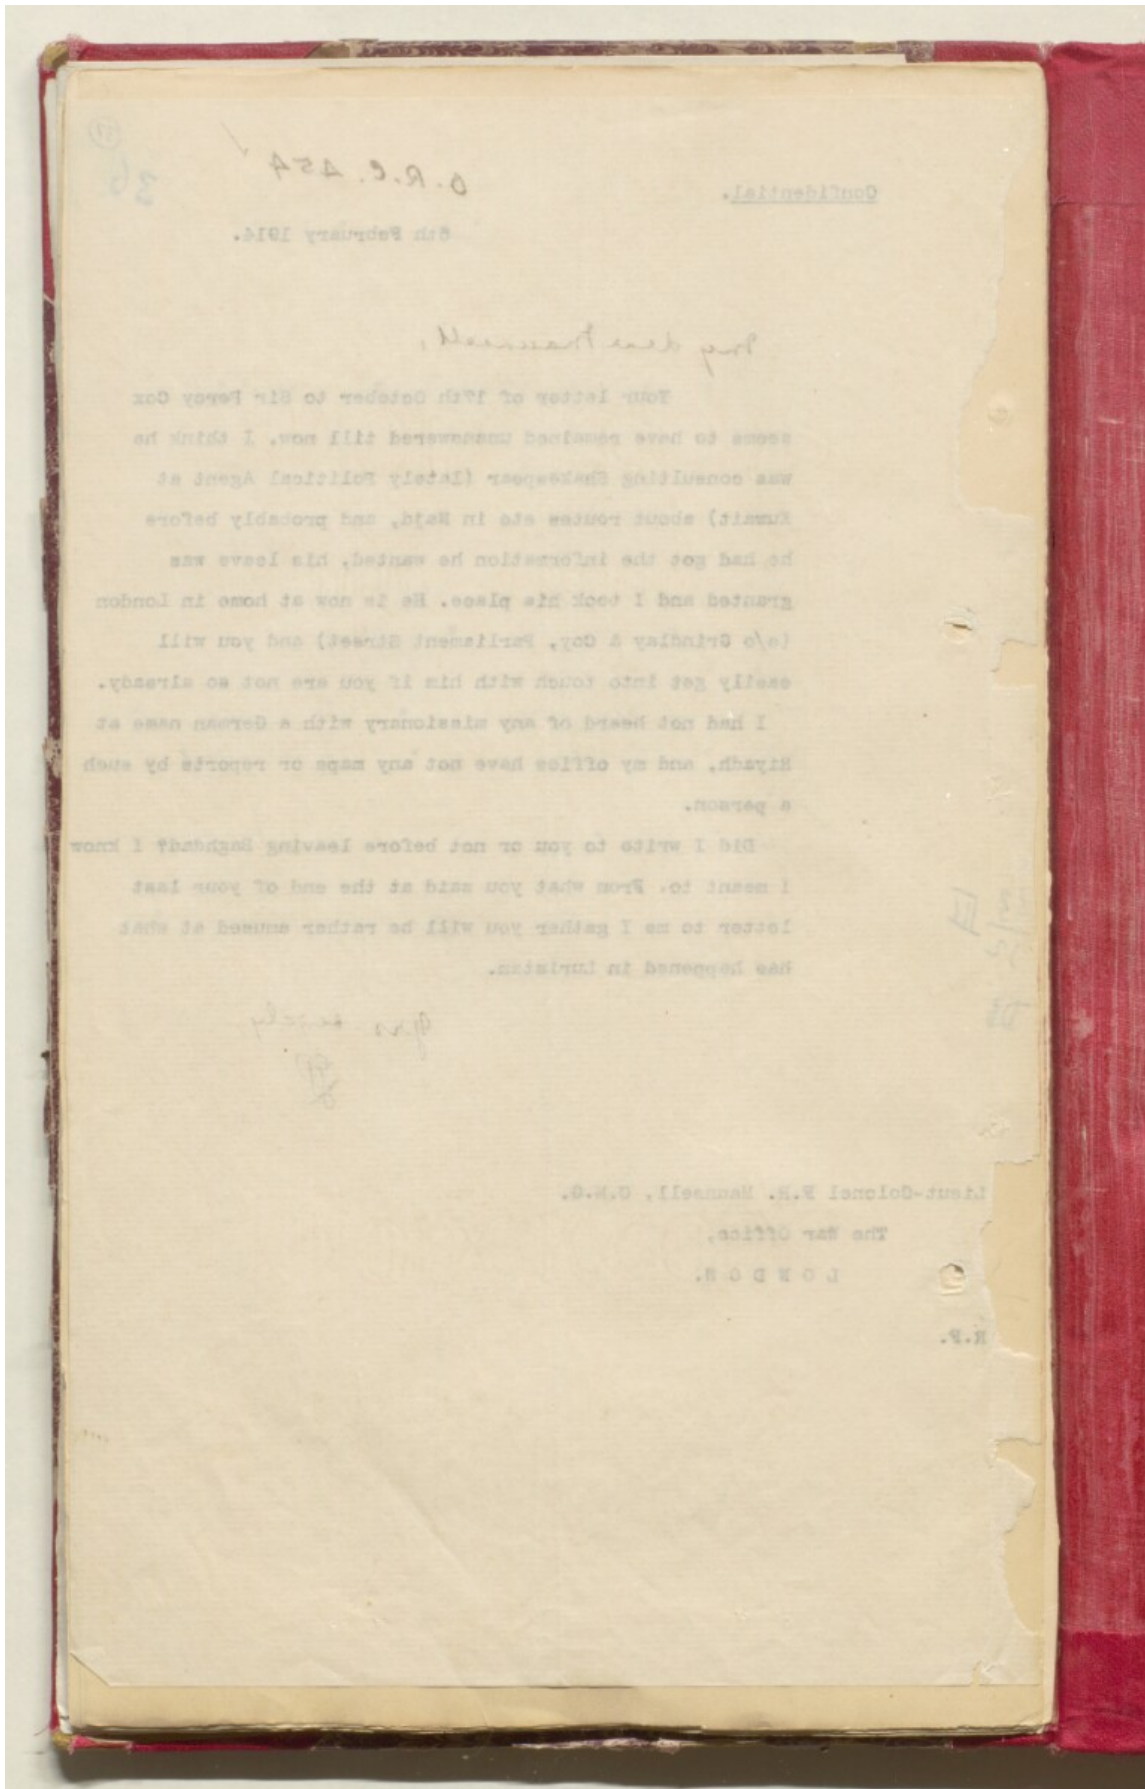 36
O.R.C. 454
Confidential.
6th February 1914.
My dear Maunsell,
Your letter of 17th October to Sir Percy Cox
seems to have remained unanswered till now. I think he
was consulting Shakespear (lately Political Agent at
Kuwait) about routes etc in Najd, and probably before
he had got the information he wanted, his leave was
granted and I took his place. He is now at home in London
(c/o Grindlay & Coy, Parliament Street) and you will
easily get into touch with him if you are not so already.
I had not heard of any missionary with a German name at
Riyadh, and my office have not any maps or reports by such
a person.
Did I write to you or not before leaving Baghdad? I know
I meant to. From what you said at the end of your last
letter to me I gather you will be rather amused at what
has happened in Luristan.
Yrs
Lieut-Colonel F.R. Maunsell, C.M.G.
The War Office,
LONDON.
R.P.